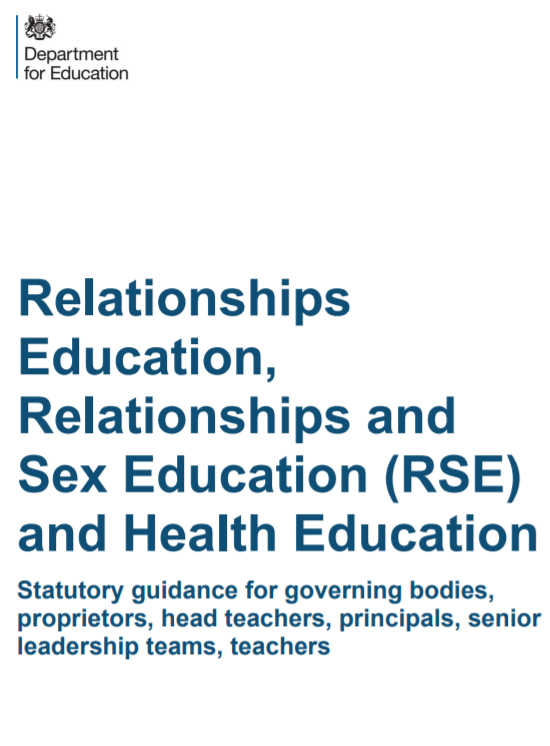 Department
for Education
Relationships
Education,
Relationships and
Sex Education (RSE)
and Health Education
Statutory guidance for governing bodies,
proprietors, head teachers, principals, senior
leadership teams, teachers